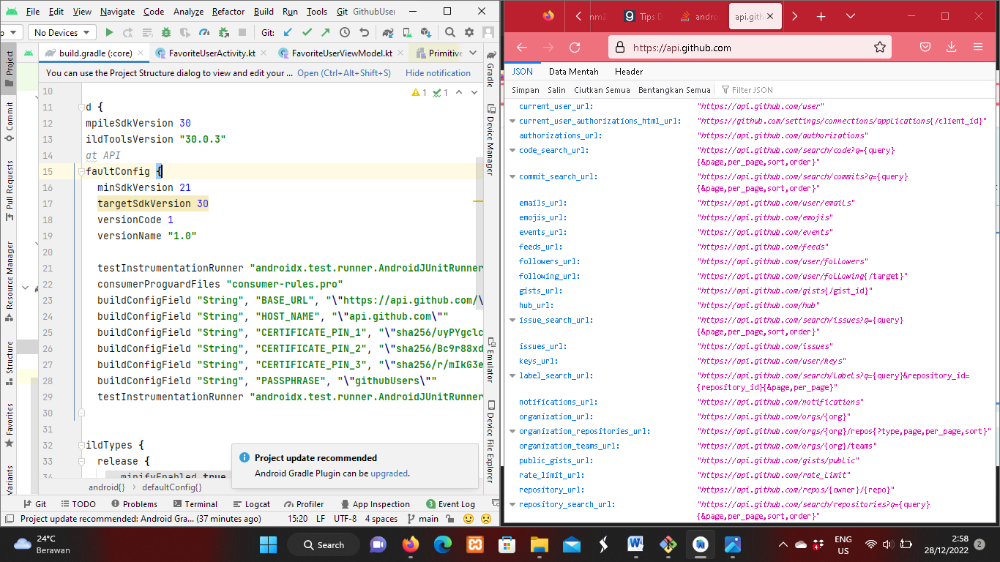 File Edit View Navigate Code Analyze Refactor Build Run Tools Git GithubUser
No Devices Git:
build.gradle (:core) FavoriteUserActivity.kt FavoriteUserViewModel.kt Primitive
You can use the Project Structure dialog to view and edit your ... Open (Ctrl+Alt+Shift+S) Hide notification
1 1
10
11 d {
12 mpileSdkVersion 30
13 ildToolsVersion "30.0.3"
14 at API
15 faultConfig {
16 minSdkVersion 21
17 targetSdkVersion 30
18 versionCode 1
19 versionName "1.0"
20
21 testInstrumentationRunner "androidx.test.runner.AndroidJUnitRunner
22 consumerProguardFiles "consumer-rules.pro"
23 buildConfigField "String", "BASE_URL", "\"https://api.github.com/\
24 buildConfigField "String", "HOST_NAME", "\"api.github.com\""
25 buildConfigField "String", "CERTIFICATE_PIN_1", "\"sha256/uyPYgclc
26 buildConfigField "String", "CERTIFICATE_PIN_2", "\"sha256/Bc9r88xd
27 buildConfigField "String", "CERTIFICATE_PIN_3", "\"sha256/r/mIkG3e
28 buildConfigField "String", "PASSPHRASE", "\"githubUsers\""
29 testInstrumentationRunner "androidx.test.runner.AndroidJUnitRunner
30
31
32 ildTypes {
33 release {
34 minifyEnabled true
Project update recommended
Android Gradle Plugin can be upgraded.
android{} defaultConfig{}
Project
Commit
Pull Requests
Resource Manager
Structure
Favorites
Variants
Gradle
Device Manager
Emulator
Device File Explorer
Git TODO Problems Terminal Logcat Profiler App Inspection 3 Event Log
Project update recommended: Android Gra... (37 minutes ago) 15:20 LF UTF-8 4 spaces main
Tips D andro api.gith
https://api.github.com
JSON Data Mentah Header
Simpan Salin Ciutkan Semua Bentangkan Semua Filter JSON
current_user_url: "https://api.github.com/user"
current_user_authorizations_html_url: "https://github.com/settings/connections/applications{/client_id}"
authorizations_url: "https://api.github.com/authorizations"
code_search_url: "https://api.github.com/search/code?q={query}
{&page,per_page,sort,order}"
commit_search_url: "https://api.github.com/search/commits?q={query}
{&page,per_page,sort,order}"
emails_url: "https://api.github.com/user/emails"
emojis_url: "https://api.github.com/emojis"
events_url: "https://api.github.com/events"
feeds_url: "https://api.github.com/feeds"
followers_url: "https://api.github.com/user/followers"
following_url: "https://api.github.com/user/following{/target}"
gists_url: "https://api.github.com/gists{/gist_id}"
hub_url: "https://api.github.com/hub"
issue_search_url: "https://api.github.com/search/issues?q={query}
{&page,per_page,sort,order}"
issues_url: "https://api.github.com/issues"
keys_url: "https://api.github.com/user/keys"
label_search_url: "https://api.github.com/search/labels?q={query}&repository_id=
{repository_id}{&page,per_page}"
notifications_url: "https://api.github.com/notifications"
organization_url: "https://api.github.com/orgs/{org}"
organization_repositories_url: "https://api.github.com/orgs/{org}/repos{?type,page,per_page,sort}"
organization_teams_url: "https://api.github.com/orgs/{org}/teams"
public_gists_url: "https://api.github.com/gists/public"
rate_limit_url: "https://api.github.com/rate_limit"
repository_url: "https://api.github.com/repos/{owner}/{repo}"
repository_search_url: "https://api.github.com/search/repositories?q={query}
{&page,per_page,sort,order}"
24°C
Berawan
Search
ENG
US
2:58
28/12/2022
2